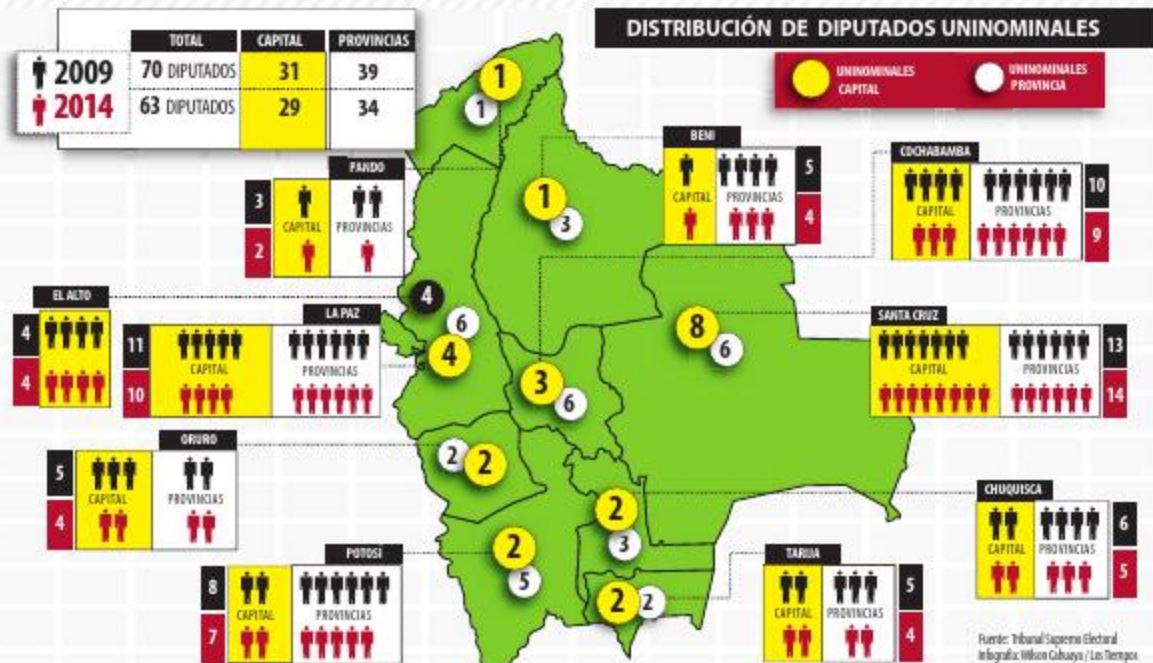 DISTRIBUCIÓN DE DIPUTADOS UNINOMINALES
TOTAL CAPITAL PROVINCIAS
2009 70 DIPUTADOS 31 39
2014 63 DIPUTADOS 29 34
UNINOMINALES CAPITAL
UNINOMINALES PROVINCIA
1
1
PANDO
3
2
CAPITAL PROVINCIAS
BENI
CAPITAL PROVINCIAS
5
4
1
3
COCHABAMBA
CAPITAL PROVINCIAS
10
9
EL ALTO
4
4
4
LA PAZ
11
10
CAPITAL PROVINCIAS
6
4
3
6
8
6
SANTA CRUZ
CAPITAL PROVINCIAS
13
14
ORURO
5
4
CAPITAL PROVINCIAS
2
2
CHUQUISCA
CAPITAL PROVINCIAS
6
5
2
3
POTOSÍ
8
7
CAPITAL PROVINCIAS
2
5
2
2
TARIJA
CAPITAL PROVINCIAS
5
4
Fuente: Tribunal Supremo Electoral
Infografía: Wilson Cahuaya / Los Tiempos